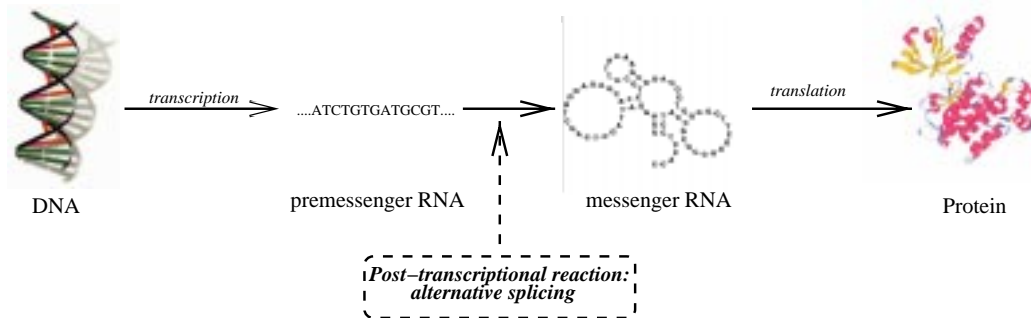 transcription
....ATCTGTGATGCGT....
translation
DNA
premessenger RNA
messenger RNA
Protein
Post−transcriptional reaction:
alternative splicing